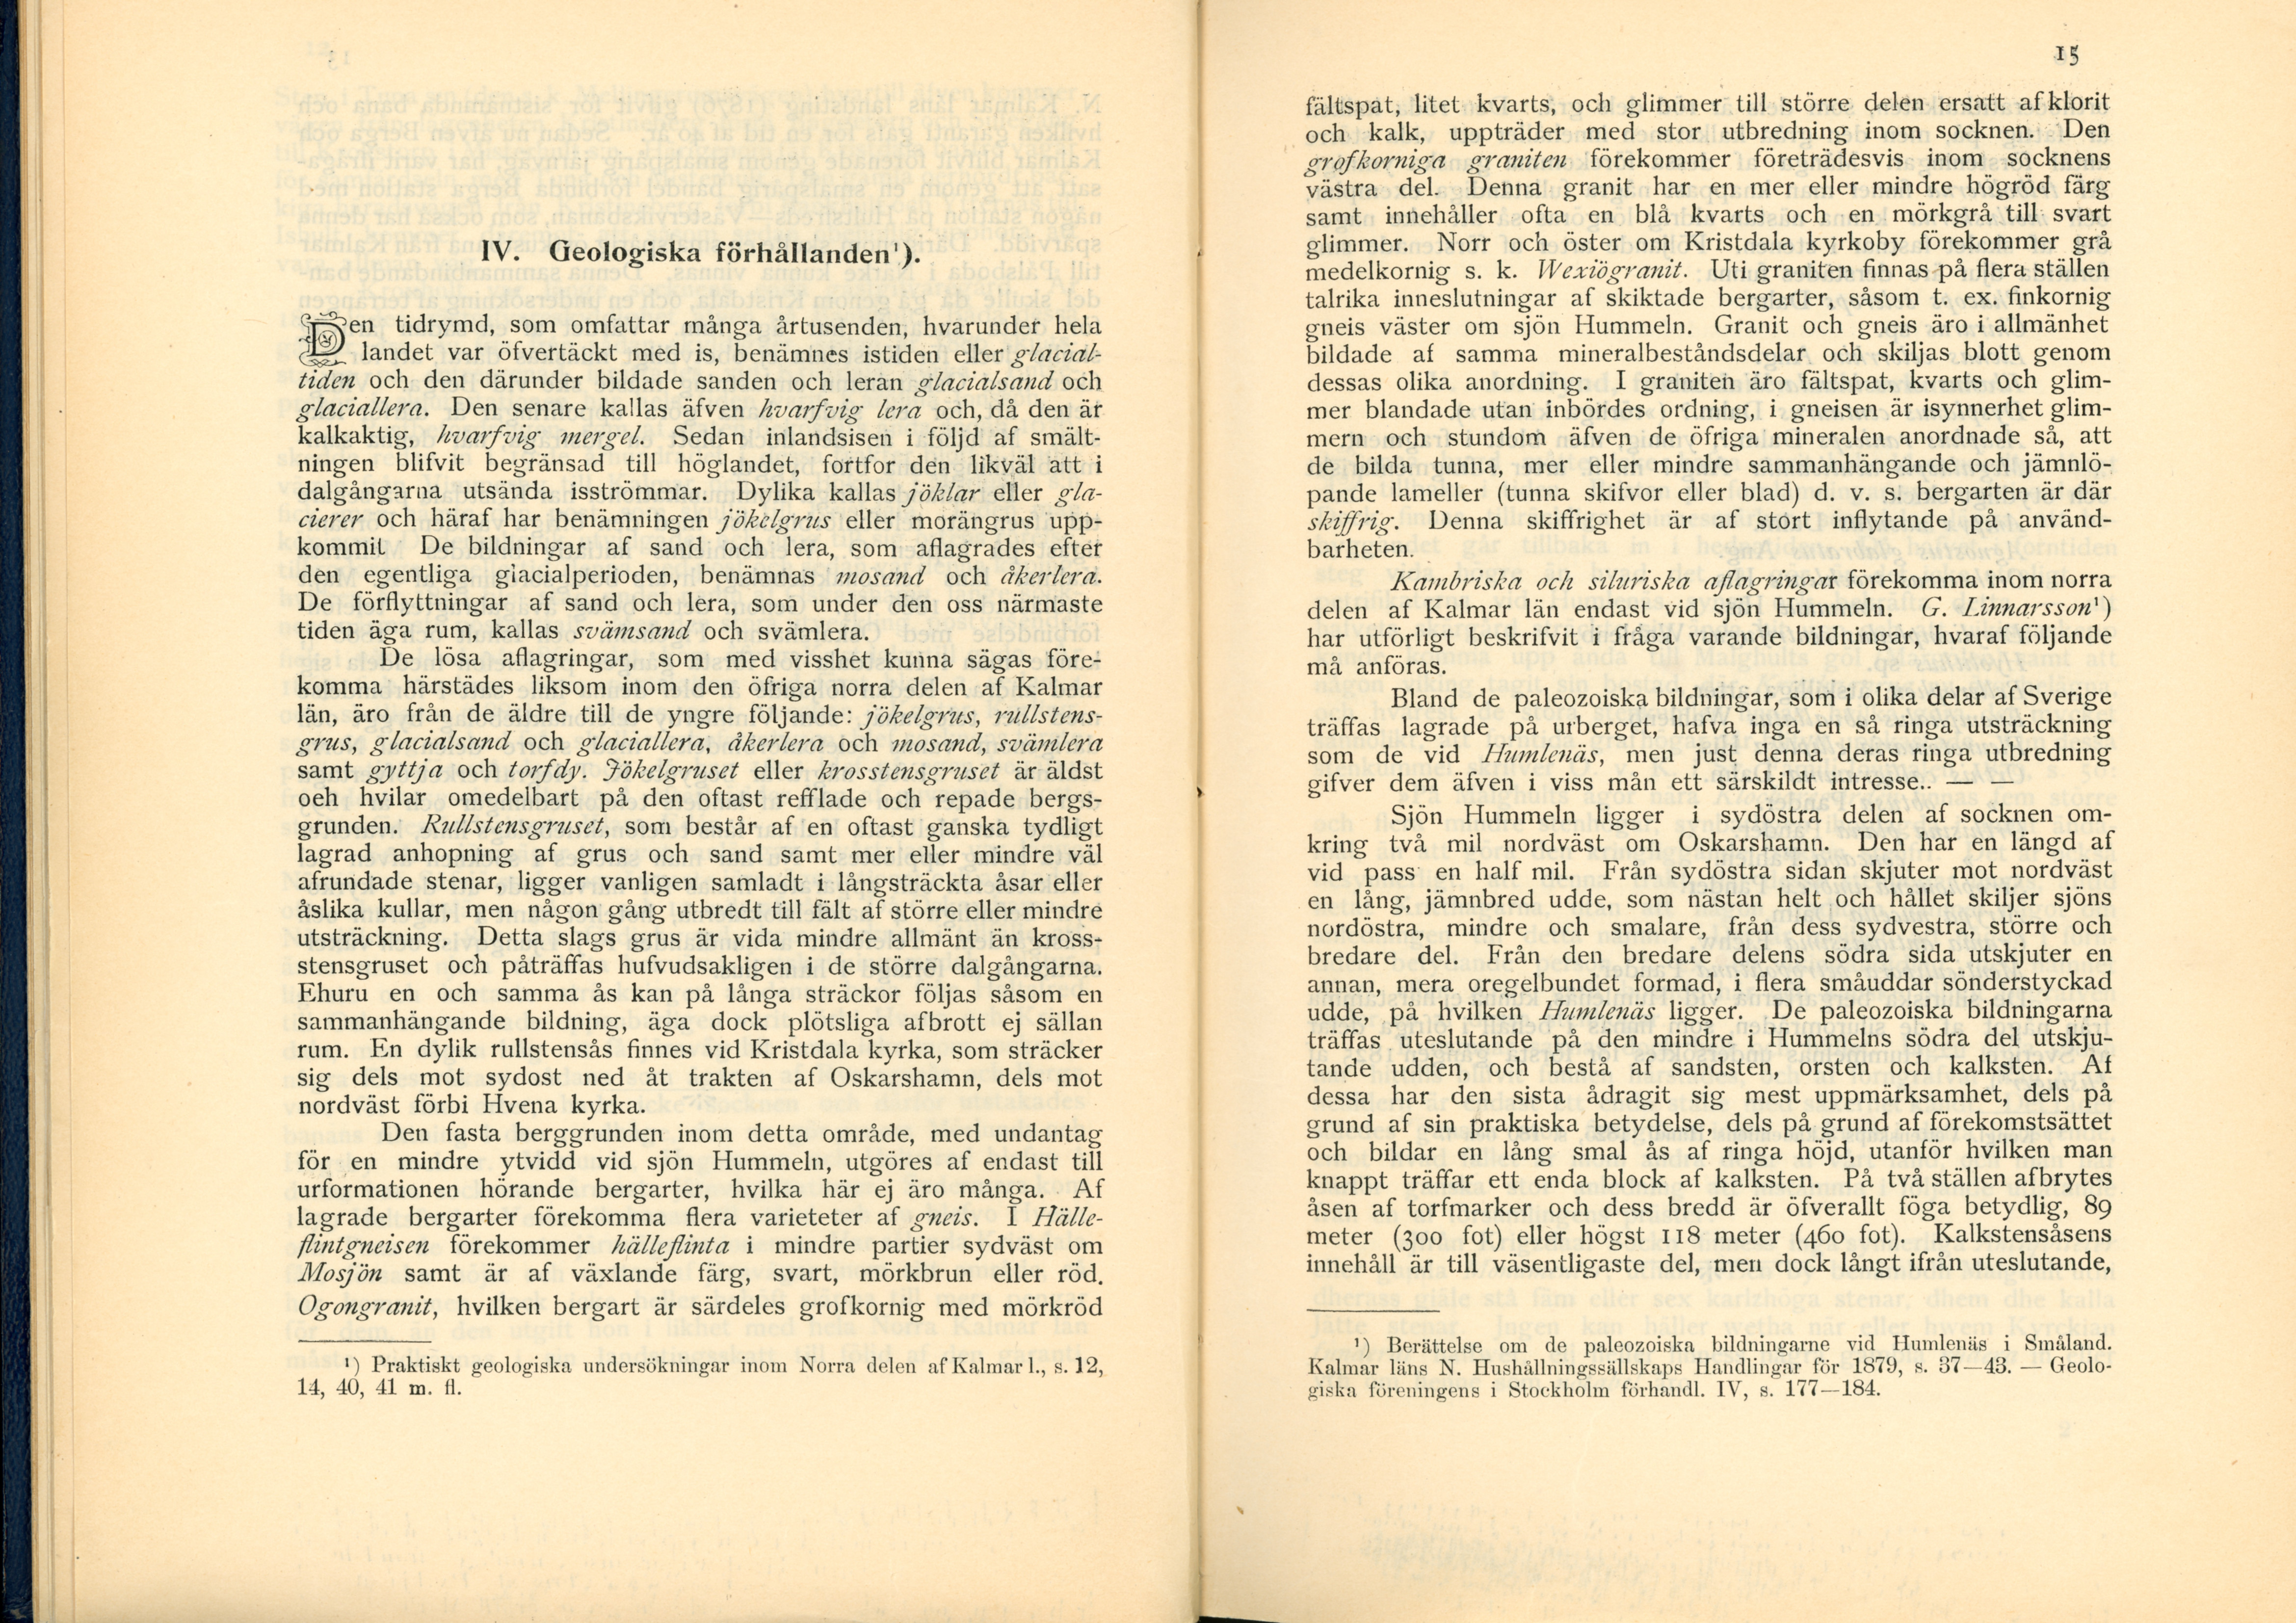 IV. Geologiska förhållanden¹).
Den tidrymd, som omfattar många årtusenden, hvarunder hela
landet var öfvertäckt med is, benämnes istiden eller glacial-
tiden och den därunder bildade sanden och leran glacialsand och
glaciallera. Den senare kallas äfven hvarfvig lera och, då den är
kalkaktig, hvarfvig mergel. Sedan inlandsisen i följd af smält-
ningen blifvit begränsad till höglandet, fortfor den likväl att i
dalgångarna utsända isströmmar. Dylika kallas jöklar eller gla-
cierer och häraf har benämningen jökelgrus eller morängrus upp-
kommit De bildningar af sand och lera, som aflagrades efter
den egentliga glacialperioden, benämnas mosand och åkerlera.
De förflyttningar af sand och lera, som under den oss närmaste
tiden äga rum, kallas svämsand och svämlera.
De lösa aflagringar, som med visshet kunna sägas före-
komma härstädes liksom inom den öfriga norra delen af Kalmar
län, äro från de äldre till de yngre följande: jökelgrus, rullstens-
grus, glacialsand och glaciallera, åkerlera och mosand, svämlera
samt gyttja och torfdy. Jökelgruset eller krosstensgruset är äldst
oeh hvilar omedelbart på den oftast refflade och repade bergs-
grunden. Rullstensgruset, som består af en oftast ganska tydligt
lagrad anhopning af grus och sand samt mer eller mindre väl
afrundade stenar, ligger vanligen samladt i långsträckta åsar eller
åslika kullar, men någon gång utbredt till fält af större eller mindre
utsträckning. Detta slags grus är vida mindre allmänt än kross-
stensgruset och påträffas hufvudsakligen i de större dalgångarna.
Ehuru en och samma ås kan på långa sträckor följas såsom en
sammanhängande bildning, äga dock plötsliga afbrott ej sällan
rum. En dylik rullstensås finnes vid Kristdala kyrka, som sträcker
sig dels mot sydost ned åt trakten af Oskarshamn, dels mot
nordväst förbi Hvena kyrka.
Den fasta berggrunden inom detta område, med undantag
för en mindre ytvidd vid sjön Hummeln, utgöres af endast till
urformationen hörande bergarter, hvilka här ej äro många. Af
lagrade bergarter förekomma flera varieteter af gneis. I Hälle-
flintgneisen förekommer hälleflinta i mindre partier sydväst om
Mosjön samt är af växlande färg, svart, mörkbrun eller röd.
Ogongranit, hvilken bergart är särdeles grofkornig med mörkröd
¹) Praktiskt geologiska undersökningar inom Norra delen af Kalmar l., s. 12,
14, 40, 41 m. fl.
15
fältspat, litet kvarts, och glimmer till större delen ersatt af klorit
och kalk, uppträder med stor utbredning inom socknen. Den
grofkorniga graniten förekommer företrädesvis inom socknens
västra del. Denna granit har en mer eller mindre högröd färg
samt innehåller ofta en blå kvarts och en mörkgrå till svart
glimmer. Norr och öster om Kristdala kyrkoby förekommer grå
medelkornig s. k. Wexiögranit. Uti graniten finnas på flera ställen
talrika inneslutningar af skiktade bergarter, såsom t. ex. finkornig
gneis väster om sjön Hummeln. Granit och gneis äro i allmänhet
bildade af samma mineralbeståndsdelar och skiljas blott genom
dessas olika anordning. I graniten äro fältspat, kvarts och glim-
mer blandade utan inbördes ordning, i gneisen är isynnerhet glim-
mern och stundom äfven de öfriga mineralen anordnade så, att
de bilda tunna, mer eller mindre sammanhängande och jämnlö-
pande lameller (tunna skifvor eller blad) d. v. s. bergarten är där
skiffrig. Denna skiffrighet är af stort inflytande på använd-
barheten.
Kambriska och siluriska aflagringar förekomma inom norra
delen af Kalmar län endast vid sjön Hummeln. G. Linnarsson¹)
har utförligt beskrifvit i fråga varande bildningar, hvaraf följande
må anföras.
Bland de paleozoiska bildningar, som i olika delar af Sverige
träffas lagrade på urberget, hafva inga en så ringa utsträckning
som de vid Humlenäs, men just denna deras ringa utbredning
gifver dem äfven i viss mån ett särskildt intresse.. — —
Sjön Hummeln ligger i sydöstra delen af socknen om-
kring två mil nordväst om Oskarshamn. Den har en längd af
vid pass en half mil. Från sydöstra sidan skjuter mot nordväst
en lång, jämnbred udde, som nästan helt och hållet skiljer sjöns
nordöstra, mindre och smalare, från dess sydvestra, större och
bredare del. Från den bredare delens södra sida utskjuter en
annan, mera oregelbundet formad, i flera småuddar sönderstyckad
udde, på hvilken Humlenäs ligger. De paleozoiska bildningarna
träffas uteslutande på den mindre i Hummelns södra del utskju-
tande udden, och bestå af sandsten, orsten och kalksten. Af
dessa har den sista ådragit sig mest uppmärksamhet, dels på
grund af sin praktiska betydelse, dels på grund af förekomstsättet
och bildar en lång smal ås af ringa höjd, utanför hvilken man
knappt träffar ett enda block af kalksten. På två ställen afbrytes
åsen af torfmarker och dess bredd är öfverallt föga betydlig, 89
meter (300 fot) eller högst 118 meter (460 fot). Kalkstensåsens
innehåll är till väsentligaste del, men dock långt ifrån uteslutande,
¹) Berättelse om de paleozoiska bildningarne vid Humlenäs i Småland.
Kalmar läns N. Hushållningssällskaps Handlingar för 1879, s. 37—43. — Geolo-
giska föreningens i Stockholm förhandl. IV, s. 177—184.